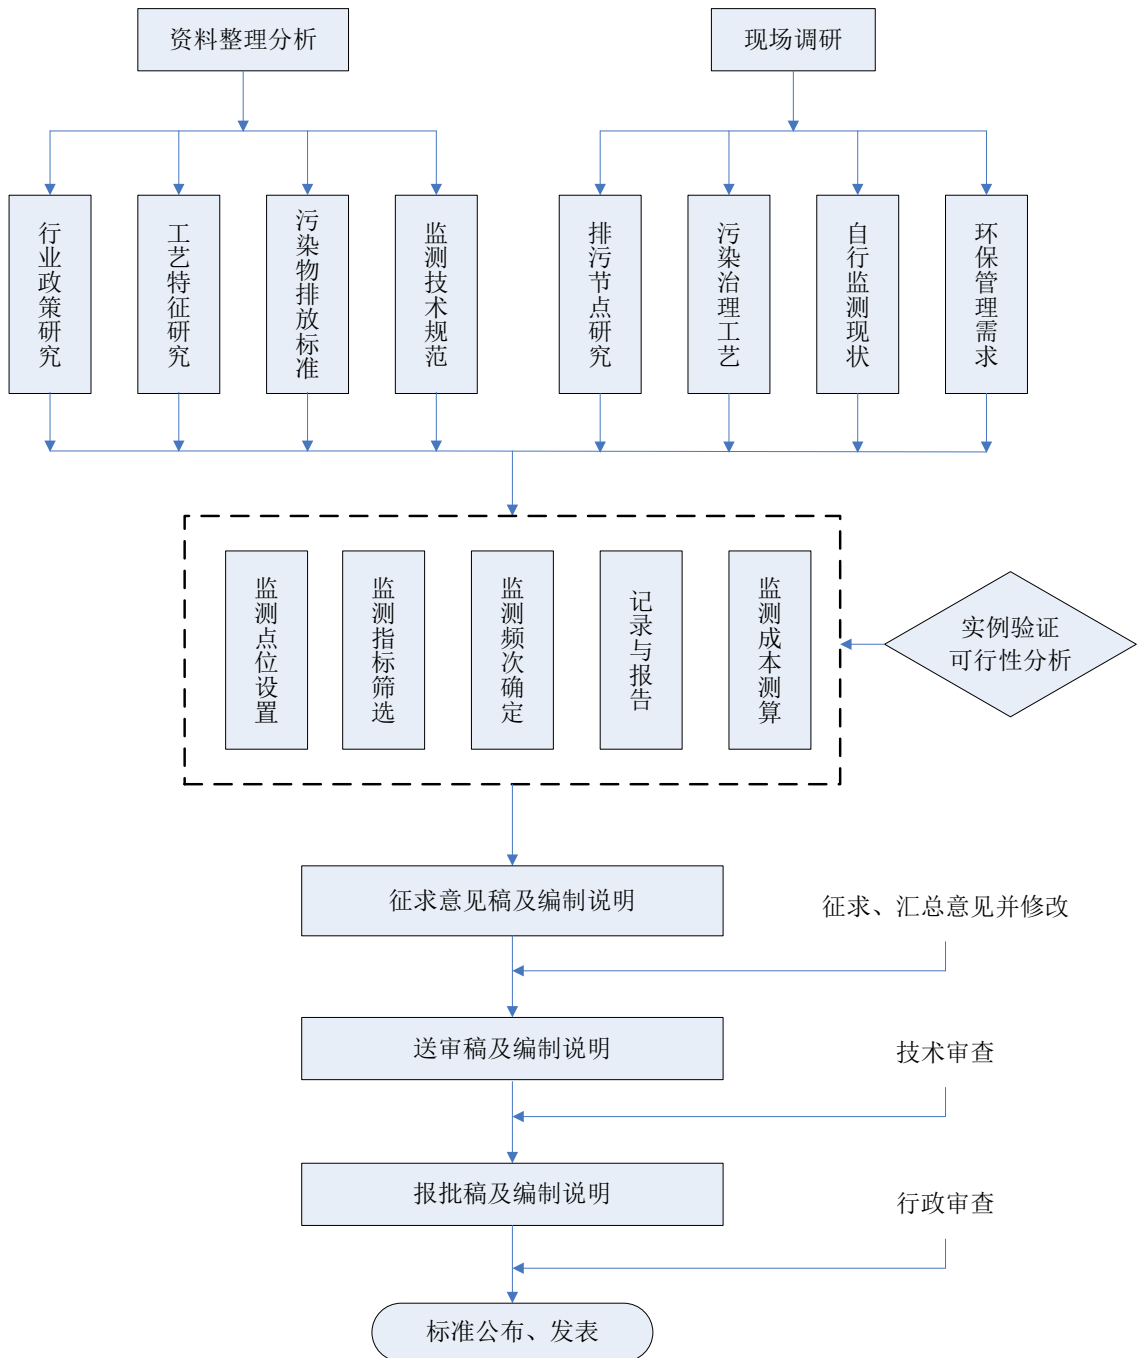 资料整理分析
现场调研
行业政策研究
工艺特征研究
污染物排放标准
监测技术规范
排污节点研究
污染治理工艺
自行监测现状
环保管理需求
监测点位设置
监测指标筛选
监测频次确定
记录与报告
监测成本测算
实例验证
可行性分析
征求意见稿及编制说明
征求、汇总意见并修改
送审稿及编制说明
技术审查
报批稿及编制说明
行政审查
标准公布、发表